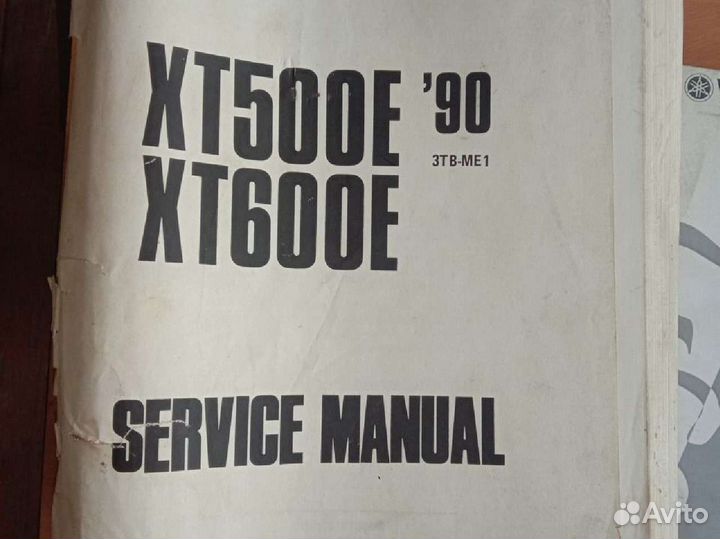 XT500E '90
3TB-ME1
XT600E
SERVICE MANUAL
Avito